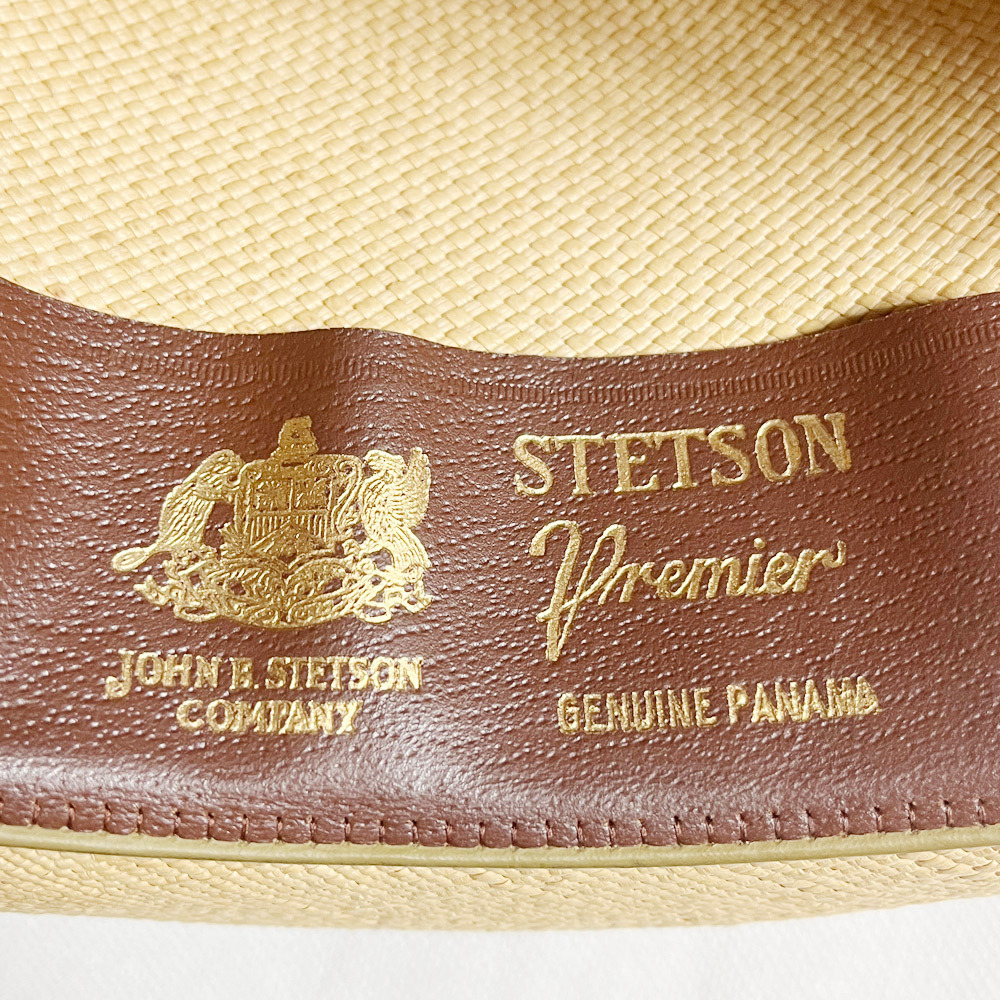 JOHN B. STETSON
COMPANY
STETSON
Premier
GENUINE PANAMA